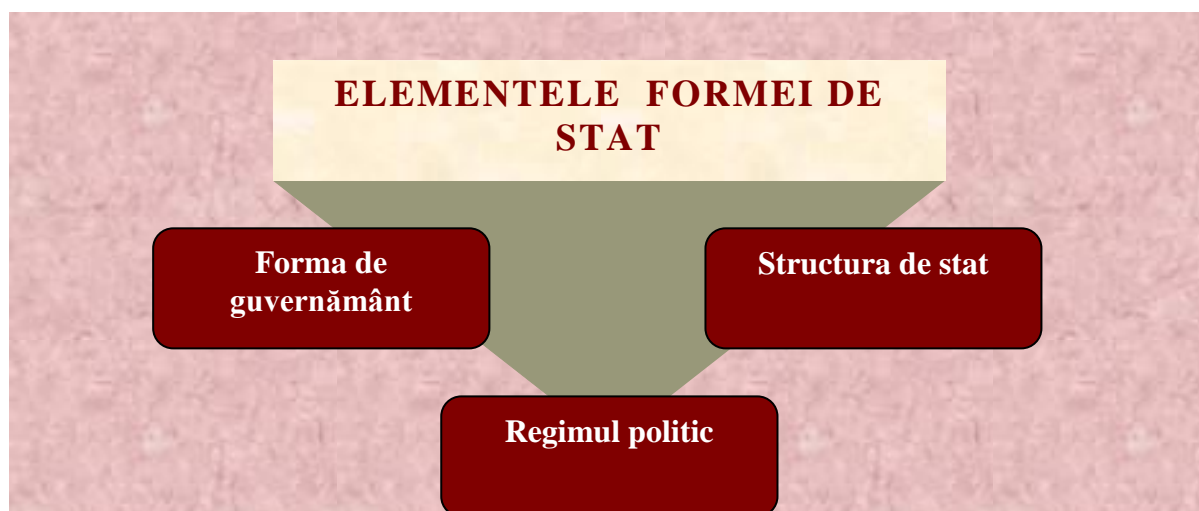 ELEMENTELE FORMEI DE
STAT
Forma de
guvernământ
Structura de stat
Regimul politic